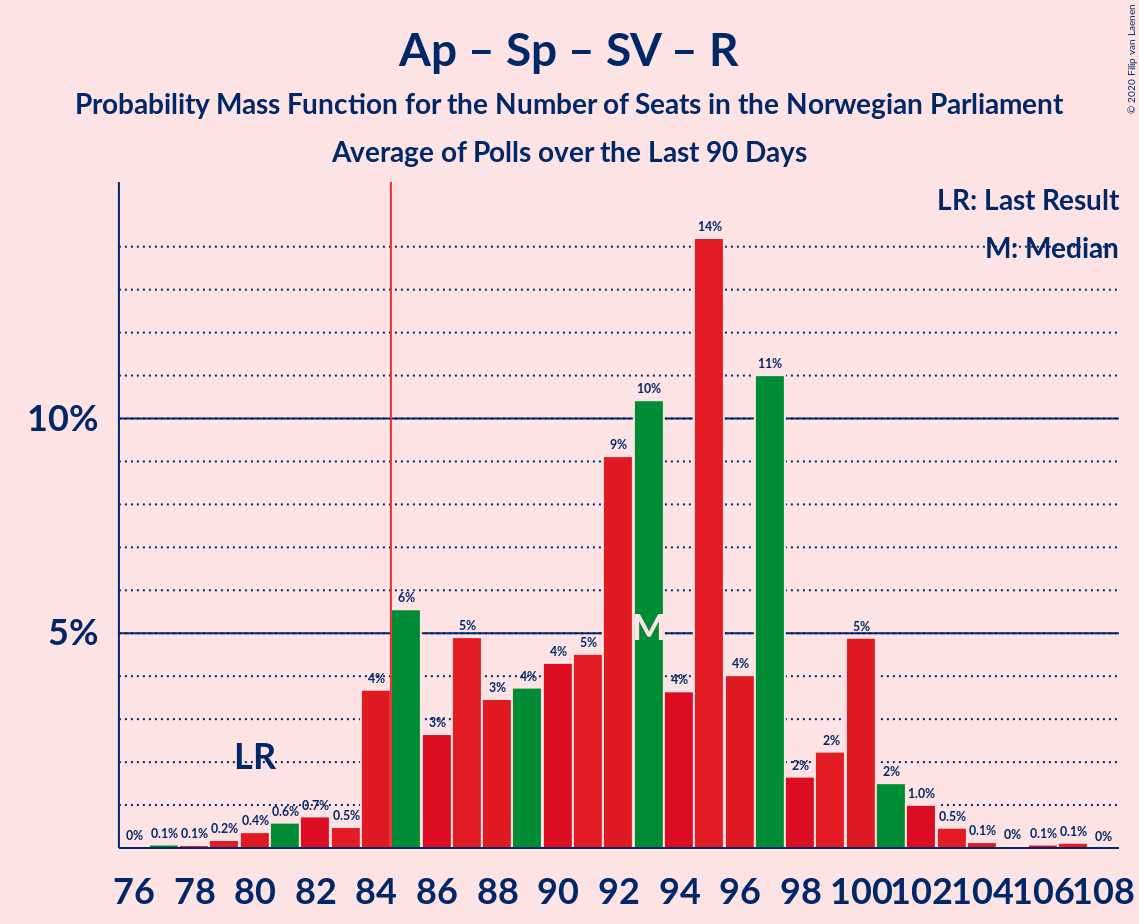 Ap – Sp – SV – R
Probability Mass Function for the Number of Seats in the Norwegian Parliament
Average of Polls over the Last 90 Days
© 2020 Filip van Laenen
LR: Last Result
M: Median
10%
5%
LR
M
0% 0.1% 0.1% 0.2% 0.4% 0.6% 0.7% 0.5% 4% 6% 3% 5% 3% 4% 4% 5% 9% 10% 4% 14% 4% 11% 2% 2% 5% 2% 1.0% 0.5% 0.1% 0% 0.1% 0.1% 0%
76 78 80 82 84 86 88 90 92 94 96 98 100 102 104 106 108